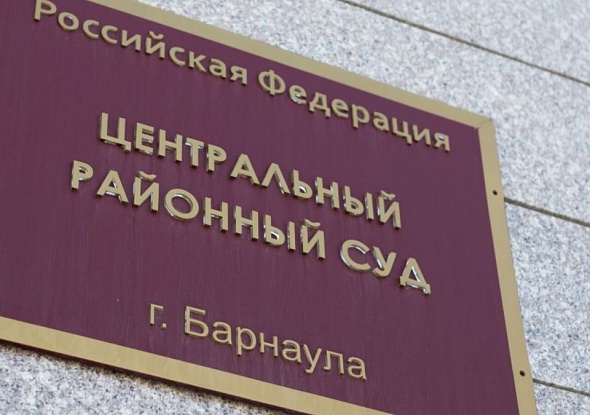 Российская Федерация
ЦЕНТРАЛЬНЫЙ
РАЙОННЫЙ СУД
г. Барнаула